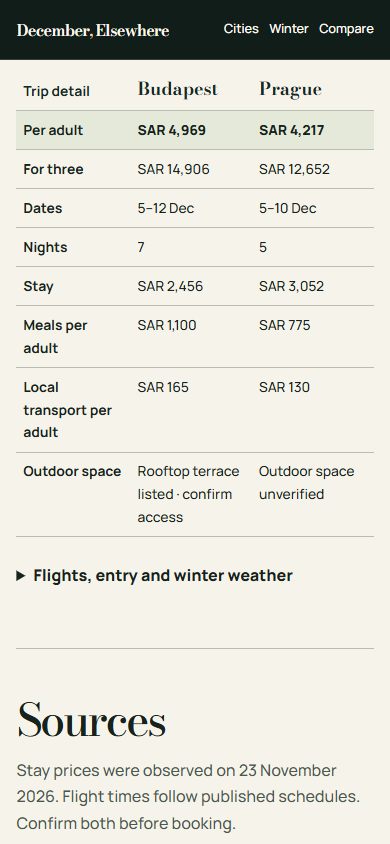 December, Elsewhere
Cities Winter Compare
Trip detail Budapest Prague
Per adult SAR 4,969 SAR 4,217
For three SAR 14,906 SAR 12,652
Dates 5–12 Dec 5–10 Dec
Nights 7 5
Stay SAR 2,456 SAR 3,052
Meals per SAR 1,100 SAR 775
adult
Local SAR 165 SAR 130
transport per
adult
Outdoor space Rooftop terrace Outdoor space
listed · confirm unverified
access
Flights, entry and winter weather
Sources
Stay prices were observed on 23 November
2026. Flight times follow published schedules.
Confirm both before booking.